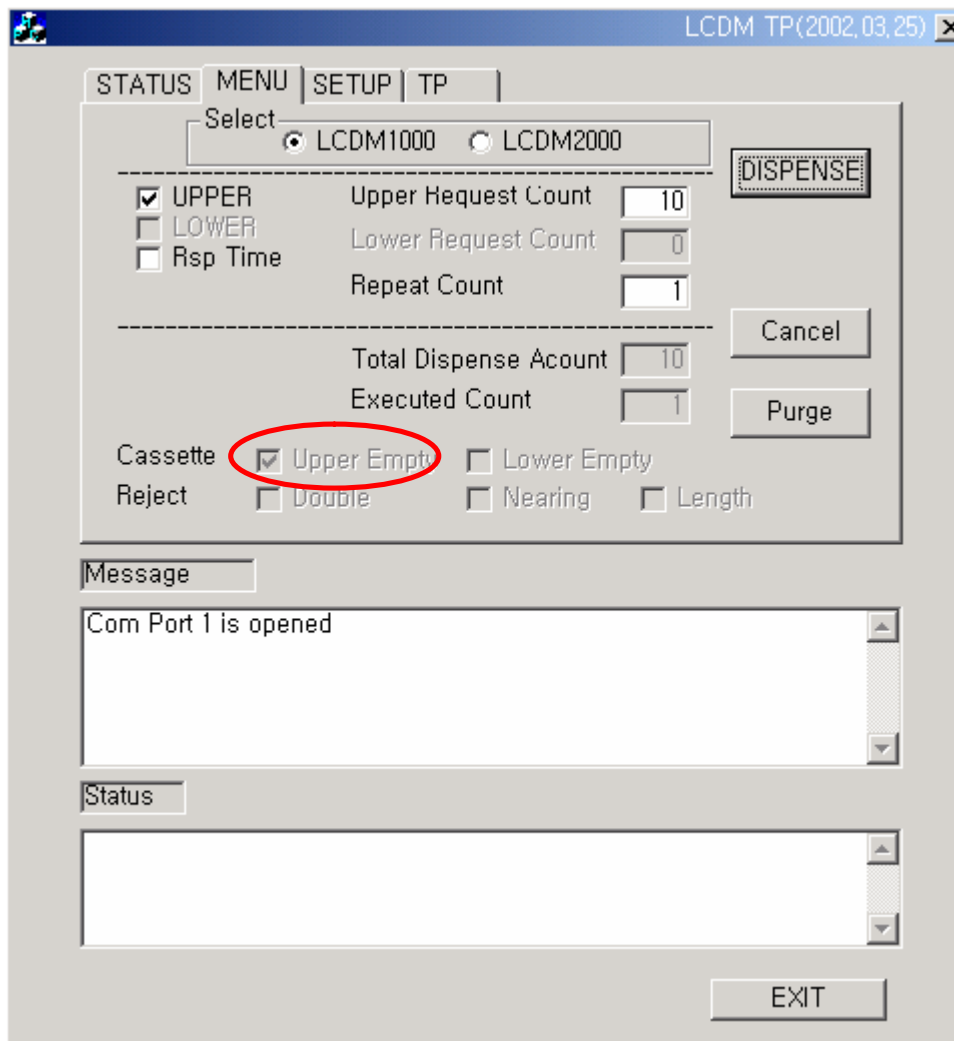 LCDM TP(2002,03,25)
STATUS MENU SETUP TP
Select
LCDM1000 LCDM2000
DISPENSE
UPPER Upper Request Count 10
LOWER Lower Request Count 0
Rsp Time
Repeat Count 1
Cancel
Total Dispense Acount 10
Executed Count 1
Purge
Cassette Upper Empty Lower Empty
Reject Double Nearing Length
Message
Com Port 1 is opened
Status
EXIT